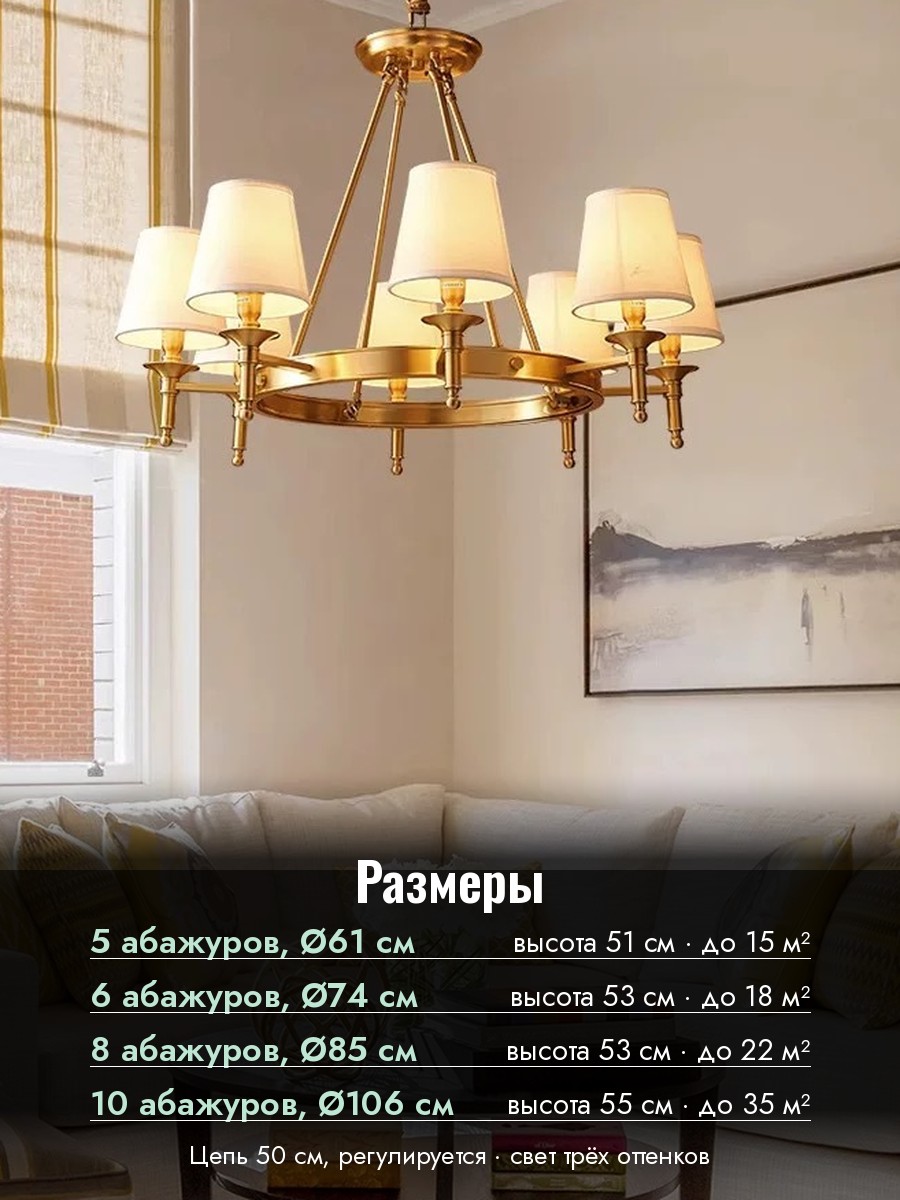 Размеры
5 абажуров, Ø61 см высота 51 см · до 15 м²
6 абажуров, Ø74 см высота 53 см · до 18 м²
8 абажуров, Ø85 см высота 53 см · до 22 м²
10 абажуров, Ø106 см высота 55 см · до 35 м²
Цепь 50 см, регулируется · свет трёх оттенков